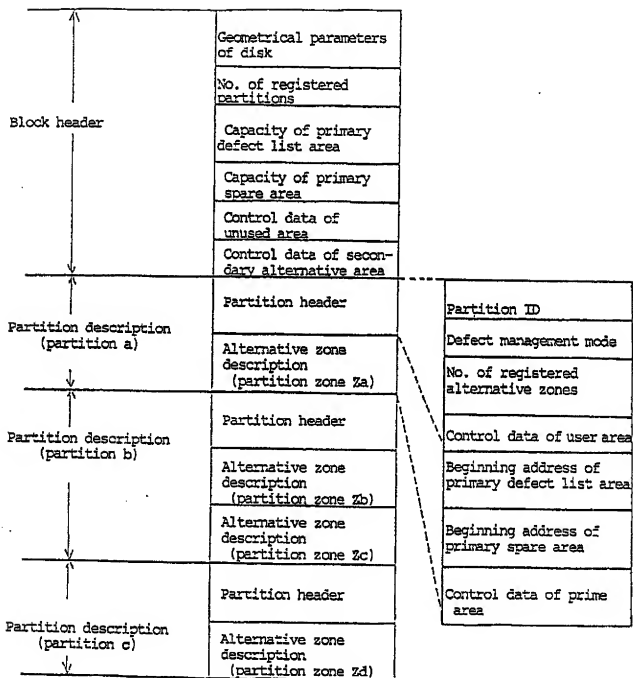 Geometrical parameters
of disk
No. of registered
partitions
Block header
Capacity of primary
defect list area
Capacity of primary
spare area
Control data of
unused area
Control data of secon-
dary alternative area
Partition header
Partition description
(partition a)
Alternative zone
description
(partition zone Za)
Partition description
(partition b)
Partition header
Alternative zone
description
(partition zone Zb)
Alternative zone
description
(partition zone Zc)
Partition header
Partition description
(partition c)
Alternative zone
description
(partition zone Zd)
Partition ID
Defect management mode
No. of registered
alternative zones
Control data of user area
Beginning address of
primary defect list area
Beginning address of
primary spare area
Control data of prime
area